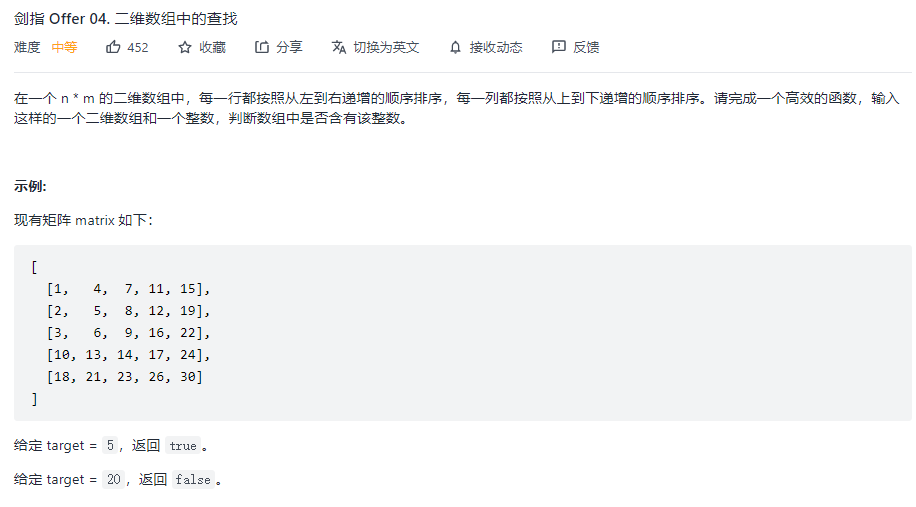 剑指 Offer 04. 二维数组中的查找
难度 中等 452 收藏 分享 切换为英文 接收动态 反馈
在一个 n * m 的二维数组中，每一行都按照从左到右递增的顺序排序，每一列都按照从上到下递增的顺序排序。请完成一个高效的函数，输入
这样的一个二维数组和一个整数，判断数组中是否含有该整数。
示例:
现有矩阵 matrix 如下：
[
[1, 4, 7, 11, 15],
[2, 5, 8, 12, 19],
[3, 6, 9, 16, 22],
[10, 13, 14, 17, 24],
[18, 21, 23, 26, 30]
]
给定 target = 5，返回 true。
给定 target = 20，返回 false。